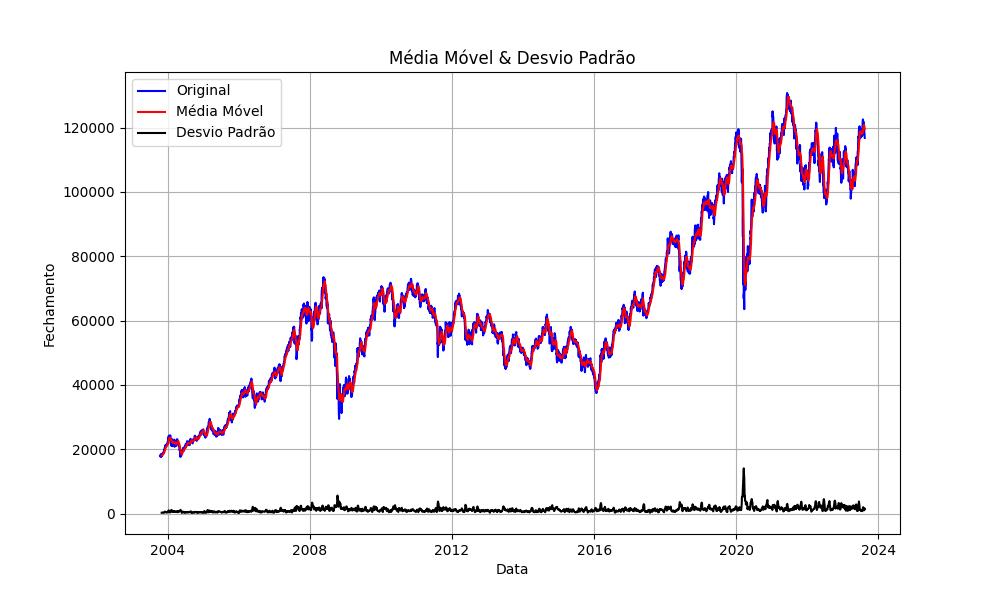 Média Móvel & Desvio Padrão
Original
Média Móvel
Desvio Padrão
Fechamento
120000
100000
80000
60000
40000
20000
0
2004 2008 2012 2016 2020 2024
Data